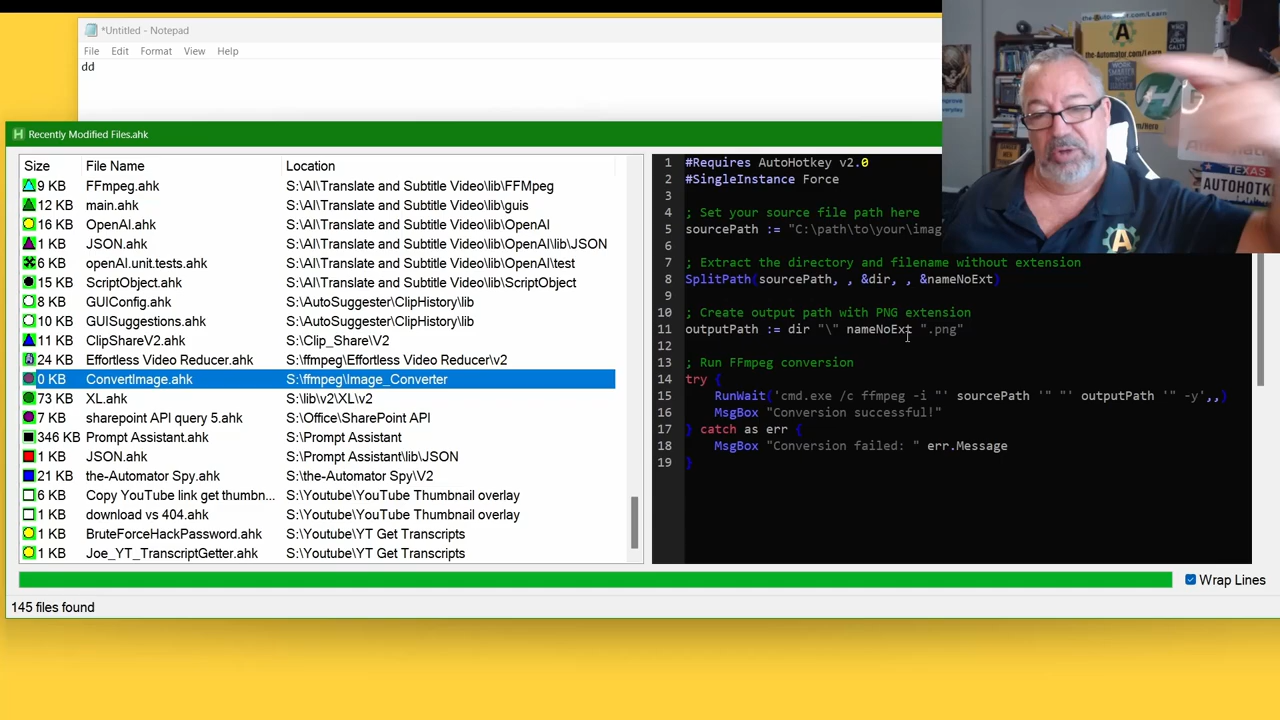 *Untitled - Notepad
File Edit Format View Help
dd
the-Automator.com/Learn
Recently Modified Files.ahk
Size File Name Location
9 KB FFmpeg.ahk S:\AI\Translate and Subtitle Video\lib\FFMpeg
12 KB main.ahk S:\AI\Translate and Subtitle Video\lib\guis
16 KB OpenAI.ahk S:\AI\Translate and Subtitle Video\lib\OpenAI
1 KB JSON.ahk S:\AI\Translate and Subtitle Video\lib\OpenAI\lib\JSON
6 KB openAI.unit.tests.ahk S:\AI\Translate and Subtitle Video\lib\OpenAI\test
15 KB ScriptObject.ahk S:\AI\Translate and Subtitle Video\lib\ScriptObject
8 KB GUIConfig.ahk S:\AutoSuggester\ClipHistory\lib
10 KB GUISuggestions.ahk S:\AutoSuggester\ClipHistory\lib
11 KB ClipShareV2.ahk S:\Clip_Share\V2
24 KB Effortless Video Reducer.ahk S:\ffmpeg\Effortless Video Reducer\v2
0 KB ConvertImage.ahk S:\ffmpeg\Image_Converter
73 KB XL.ahk S:\lib\v2\XL\v2
7 KB sharepoint API query 5.ahk S:\Office\SharePoint API
346 KB Prompt Assistant.ahk S:\Prompt Assistant
1 KB JSON.ahk S:\Prompt Assistant\lib\JSON
21 KB the-Automator Spy.ahk S:\the-Automator Spy\V2
6 KB Copy YouTube link get thumbn... S:\Youtube\YouTube Thumbnail overlay
1 KB download vs 404.ahk S:\Youtube\YouTube Thumbnail overlay
1 KB BruteForceHackPassword.ahk S:\Youtube\YT Get Transcripts
1 KB Joe_YT_TranscriptGetter.ahk S:\Youtube\YT Get Transcripts
1 #Requires AutoHotkey v2.0
2 #SingleInstance Force
3
4 ; Set your source file path here
5 sourcePath := "C:\path\to\your\imag
6
7 ; Extract the directory and filename without extension
8 SplitPath(sourcePath, , &dir, , &nameNoExt)
9
10 ; Create output path with PNG extension
11 outputPath := dir "\" nameNoExt ".png"
12
13 ; Run FFmpeg conversion
14 try {
15 RunWait('cmd.exe /c ffmpeg -i "' sourcePath '" "' outputPath '" -y',,)
16 MsgBox "Conversion successful!"
17 } catch as err {
18 MsgBox "Conversion failed: " err.Message
19 }
Wrap Lines
145 files found
TEXAS
AUTOHOTK